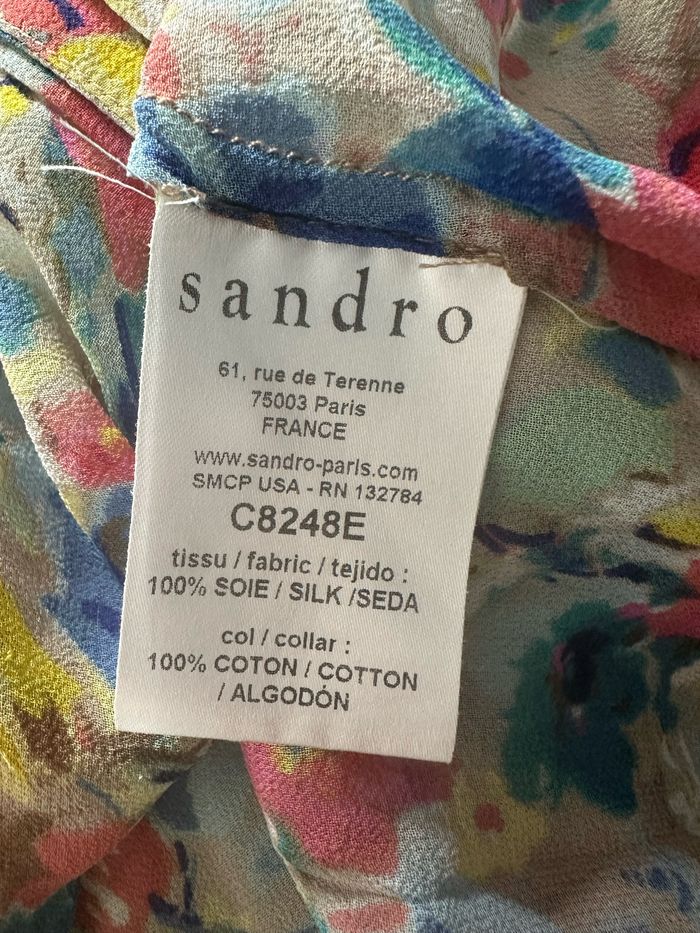 sandro
61, rue de Terenne
75003 Paris
FRANCE
www.sandro-paris.com
SMCP USA - RN 132784
C8248E
tissu / fabric / tejido :
100% SOIE / SILK /SEDA
col / collar :
100% COTON / COTTON
/ ALGODÓN